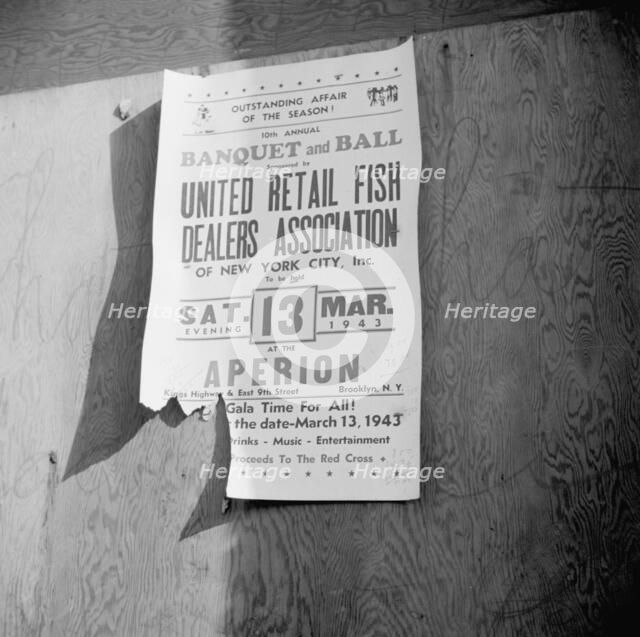 OUTSTANDING AFFAIR
OF THE SEASON!
10th ANNUAL
BANQUET and BALL
Sponsored by
UNITED RETAIL FISH
DEALERS ASSOCIATION
OF NEW YORK CITY, Inc.
To be held
SAT. 13 MAR.
EVENING 1943
AT THE
APERION
Kings Highway & East 9th Street Brooklyn, N. Y.
Gala Time For All!
the date-March 13, 1943
Drinks - Music - Entertainment
Proceeds To The Red Cross
Heritage
Heritage
Heritage
Heritage
Heritage
Heritage